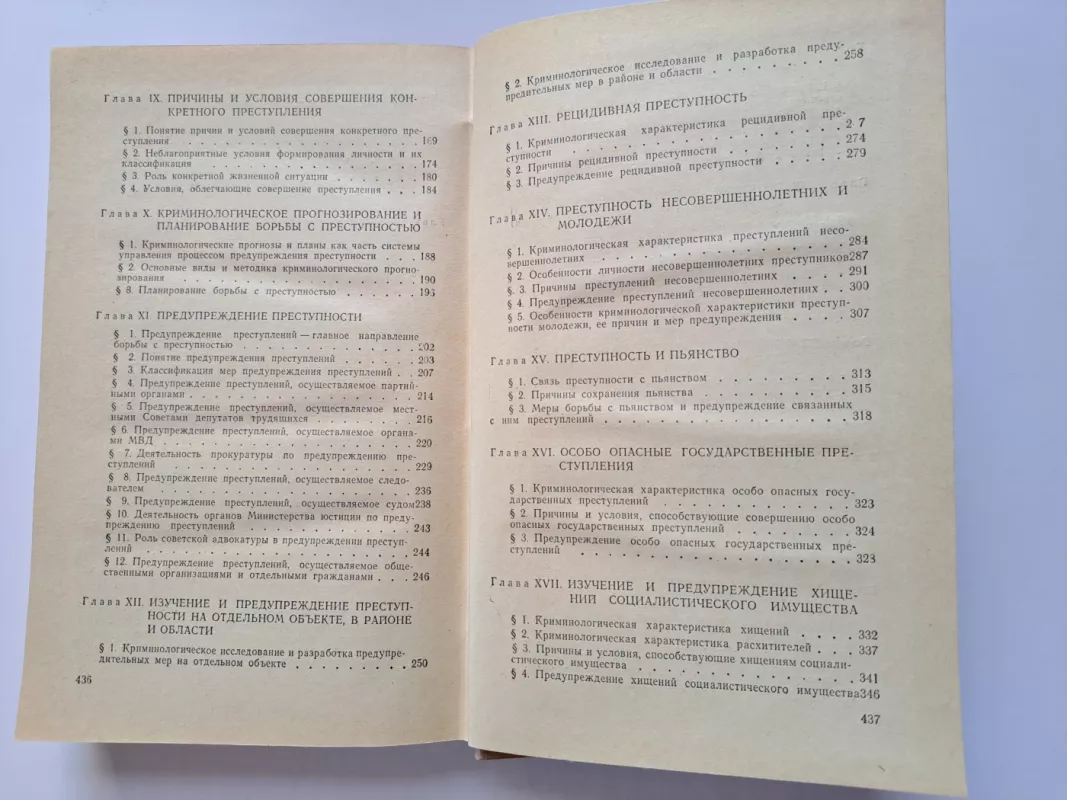 Глава IX. ПРИЧИНЫ И УСЛОВИЯ СОВЕРШЕНИЯ КОН-
КРЕТНОГО ПРЕСТУПЛЕНИЯ
§ 1. Понятие причин и условий совершения конкретного пре-
ступления . . . . . . . . . . . . . . . . . 169
§ 2. Неблагоприятные условия формирования личности и их
классификация . . . . . . . . . . . . . . . 174
§ 3. Роль конкретной жизненной ситуации . . . . . . 180
§ 4. Условия, облегчающие совершение преступления . . . 184
Глава X. КРИМИНОЛОГИЧЕСКОЕ ПРОГНОЗИРОВАНИЕ И
ПЛАНИРОВАНИЕ БОРЬБЫ С ПРЕСТУПНОСТЬЮ
§ 1. Криминологические прогнозы и планы как часть системы
управления процессом предупреждения преступности . . . 188
§ 2. Основные виды и методика криминологического прогно-
зирования . . . . . . . . . . . . . . . . . 190
§ 8. Планирование борьбы с преступностью . . . . . . 193
Глава XI. ПРЕДУПРЕЖДЕНИЕ ПРЕСТУПНОСТИ
§ 1. Предупреждение преступлений — главное направление
борьбы с преступностью . . . . . . . . . . . . 202
§ 2. Понятие предупреждения преступлений . . . . . . 203
§ 3. Классификация мер предупреждения преступлений . . 207
§ 4. Предупреждение преступлений, осуществляемое партий-
ными органами . . . . . . . . . . . . . . . 214
§ 5. Предупреждение преступлений, осуществляемое мест-
ными Советами депутатов трудящихся . . . . . . . 216
§ 6. Предупреждение преступлений, осуществляемое органа-
ми МВД . . . . . . . . . . . . . . . . . . 220
§ 7. Деятельность прокуратуры по предупреждению пре-
ступлений . . . . . . . . . . . . . . . . . 229
§ 8. Предупреждение преступлений, осуществляемое следо-
вателем . . . . . . . . . . . . . . . . . . 236
§ 9. Предупреждение преступлений, осуществляемое судом238
§ 10. Деятельность органов Министерства юстиции по преду-
преждению преступлений . . . . . . . . . . . . 243
§ 11. Роль советской адвокатуры в предупреждении преступ-
лений . . . . . . . . . . . . . . . . . . . 244
§ 12. Предупреждение преступлений, осуществляемое обще-
ственными организациями и отдельными гражданами . . . 246
Глава XII. ИЗУЧЕНИЕ И ПРЕДУПРЕЖДЕНИЕ ПРЕСТУП-
НОСТИ НА ОТДЕЛЬНОМ ОБЪЕКТЕ, В РАЙОНЕ
И ОБЛАСТИ
§ 1. Криминологическое исследование и разработка предупре-
дительных мер на отдельном объекте . . . . . . . . 250
436
§ 2. Криминологическое исследование и разработка преду-
предительных мер в районе и области . . . . . . . . 258
Глава XIII. РЕЦИДИВНАЯ ПРЕСТУПНОСТЬ
§ 1. Криминологическая характеристика рецидивной пре-
ступности . . . . . . . . . . . . . . . . . 2 7
§ 2. Причины рецидивной преступности . . . . . . . 274
§ 3. Предупреждение рецидивной преступности . . . . . 279
Глава XIV. ПРЕСТУПНОСТЬ НЕСОВЕРШЕННОЛЕТНИХ И
МОЛОДЕЖИ
§ 1. Криминологическая характеристика преступлений несо-
вершеннолетних . . . . . . . . . . . . . . . 284
§ 2. Особенности личности несовершеннолетних преступников287
§ 3. Причины преступлений несовершеннолетних . . . . 291
§ 4. Предупреждение преступлений несовершеннолетних . . 300
§ 5. Особенности криминологической характеристики преступ-
ности молодежи, ее причин и мер предупреждения . . . . 307
Глава XV. ПРЕСТУПНОСТЬ И ПЬЯНСТВО
§ 1. Связь преступности с пьянством . . . . . . . . 313
§ 2. Причины сохранения пьянства . . . . . . . . . 315
§ 3. Меры борьбы с пьянством и предупреждение связанных
с ним преступлений . . . . . . . . . . . . . . 318
Глава XVI. ОСОБО ОПАСНЫЕ ГОСУДАРСТВЕННЫЕ ПРЕ-
СТУПЛЕНИЯ
§ 1. Криминологическая характеристика особо опасных госу-
дарственных преступлений . . . . . . . . . . . 323
§ 2. Причины и условия, способствующие совершению особо
опасных государственных преступлений . . . . . . . 324
§ 3. Предупреждение особо опасных государственных пре-
ступлений . . . . . . . . . . . . . . . . . 323
Глава XVII. ИЗУЧЕНИЕ И ПРЕДУПРЕЖДЕНИЕ ХИЩЕ-
НИЙ СОЦИАЛИСТИЧЕСКОГО ИМУЩЕСТВА
§ 1. Криминологическая характеристика хищений . . . . 332
§ 2. Криминологическая характеристика расхитителей . . . 337
§ 3. Причины и условия, способствующие хищениям социали-
стического имущества . . . . . . . . . . . . . 341
§ 4. Предупреждение хищений социалистического имущества346
437